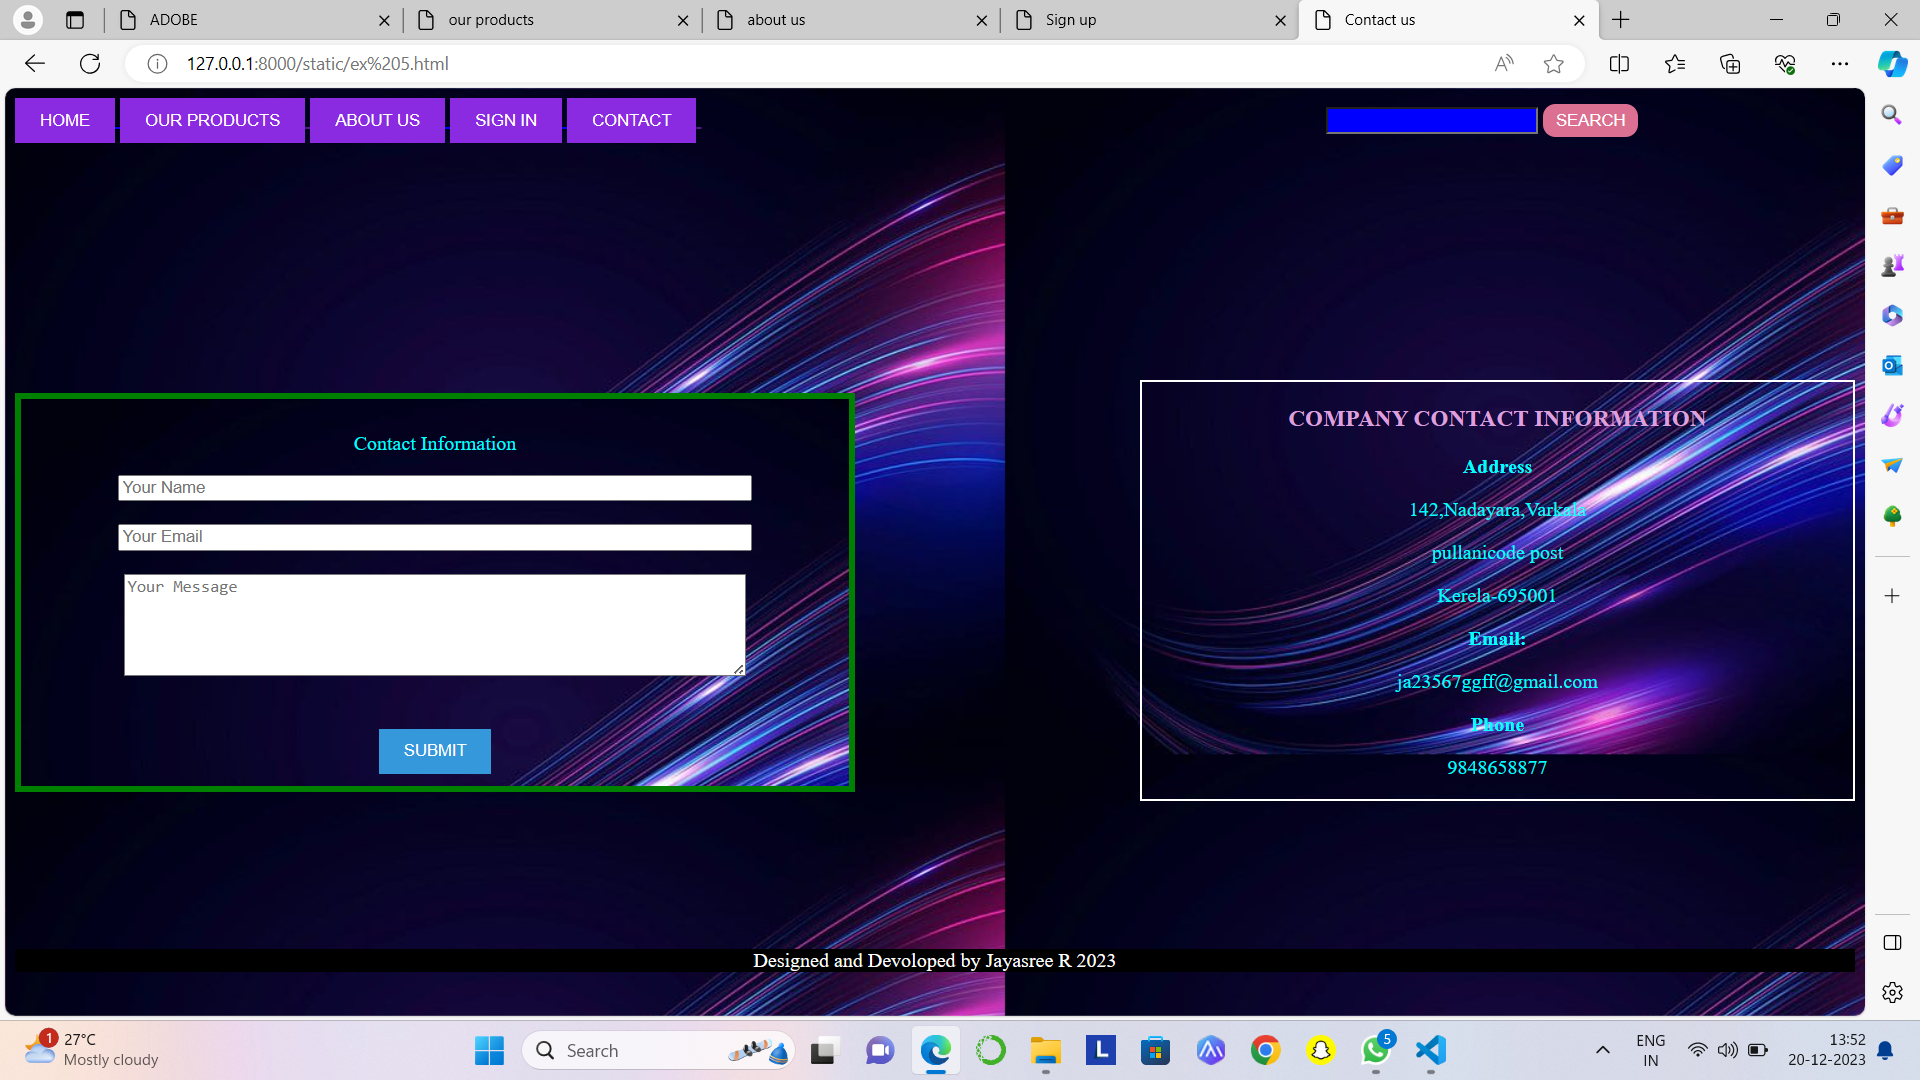 ADOBE
our products
about us
Sign up
Contact us
127.0.0.1:8000/static/ex%205.html
HOME
OUR PRODUCTS
ABOUT US
SIGN IN
CONTACT
SEARCH
Contact Information
Your Name
Your Email
Your Message
SUBMIT
COMPANY CONTACT INFORMATION
Address
142,Nadayara,Varkala
pullanicode post
Kerela-695001
Email:
ja23567ggff@gmail.com
Phone
9848658877
Designed and Devoloped by Jayasree R 2023
1
27°C
Mostly cloudy
Search
L
5
ENG
IN
13:52
20-12-2023